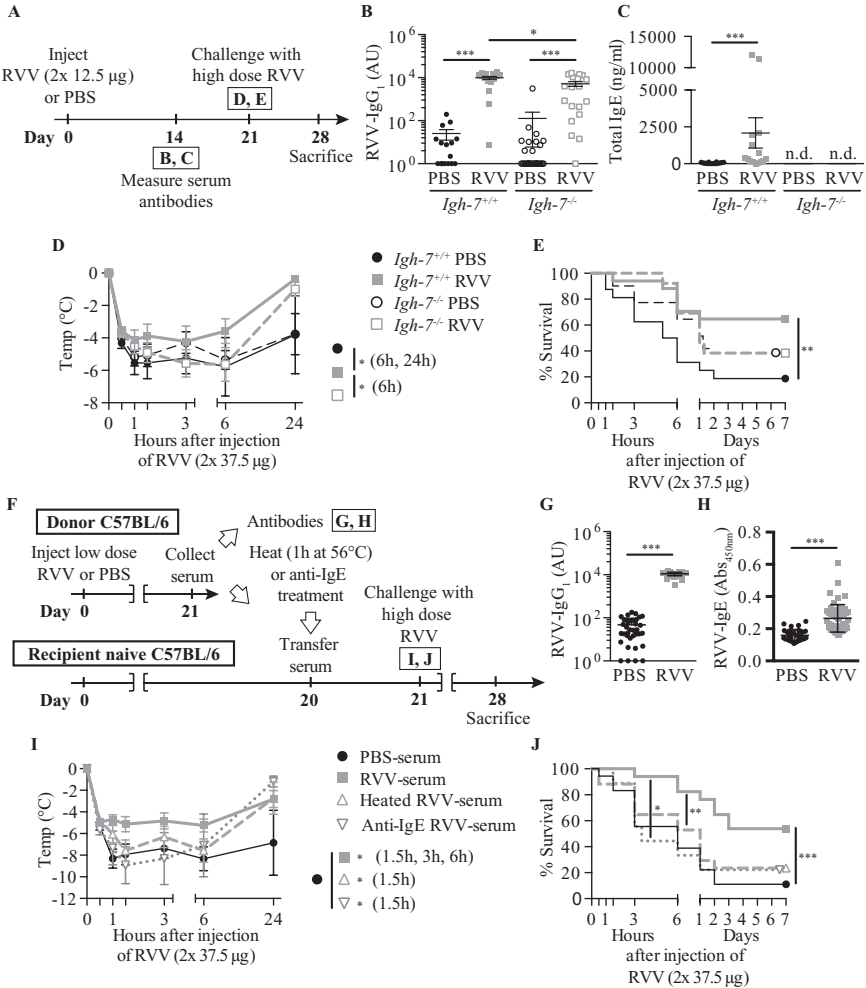 A
Inject
RVV (2x 12.5 µg)
or PBS
Challenge with
high dose RVV
D, E
Day 0 14 21 28
B, C
Sacrifice
Measure serum
antibodies
B
RVV-IgG1 (AU)
10^6
10^4
10^2
10^0
***
*
***
PBS RVV PBS RVV
Igh-7+/+ Igh-7-/-
C
Total IgE (ng/ml)
15000
10000
5000
2500
0
***
n.d. n.d.
PBS RVV PBS RVV
Igh-7+/+ Igh-7-/-
D
Temp (°C)
0
-2
-4
-6
-8
0 1 3 6 24
Hours after injection
of RVV (2x 37.5 µg)
Igh-7+/+ PBS
Igh-7+/+ RVV
Igh-7-/- PBS
Igh-7-/- RVV
* (6h, 24h)
* (6h)
E
% Survival
100
80
60
40
20
0
**
0 1 3 6 1 2 3 4 5 6 7
Hours Days
after injection of
RVV (2x 37.5 µg)
F
Donor C57BL/6
Inject low dose
RVV or PBS
Collect
serum
0 21
Antibodies G, H
Heat (1h at 56°C)
or anti-IgE
treatment
Transfer
serum
Challenge with
high dose
RVV
I, J
Recipient naive C57BL/6
Day 0 20 21 28
Sacrifice
G
RVV-IgG1 (AU)
10^6
10^4
10^2
10^0
***
PBS RVV
H
RVV-IgE (Abs450nm)
0.8
0.6
0.4
0.2
0
***
PBS RVV
I
Temp (°C)
0
-2
-4
-6
-8
-10
-12
0 1 3 6 24
Hours after injection
of RVV (2x 37.5 µg)
PBS-serum
RVV-serum
Heated RVV-serum
Anti-IgE RVV-serum
* (1.5h, 3h, 6h)
* (1.5h)
* (1.5h)
J
% Survival
100
80
60
40
20
0
*
**
***
0 1 3 6 1 2 3 4 5 6 7
Hours Days
after injection of
RVV (2x 37.5 µg)